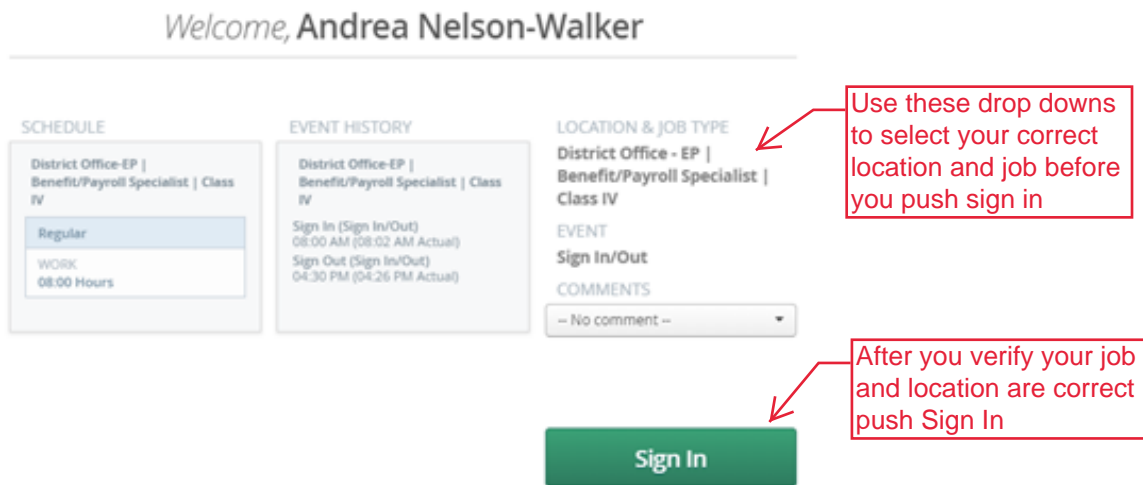 Welcome, Andrea Nelson-Walker
SCHEDULE
District Office-EP |
Benefit/Payroll Specialist | Class
IV
Regular
WORK
08:00 Hours
EVENT HISTORY
District Office-EP |
Benefit/Payroll Specialist | Class
IV
Sign In (Sign In/Out)
08:00 AM (08:02 AM Actual)
Sign Out (Sign In/Out)
04:30 PM (04:26 PM Actual)
LOCATION & JOB TYPE
District Office - EP |
Benefit/Payroll Specialist |
Class IV
EVENT
Sign In/Out
COMMENTS
-- No comment --
Sign In
Use these drop downs
to select your correct
location and job before
you push sign in
After you verify your job
and location are correct
push Sign In